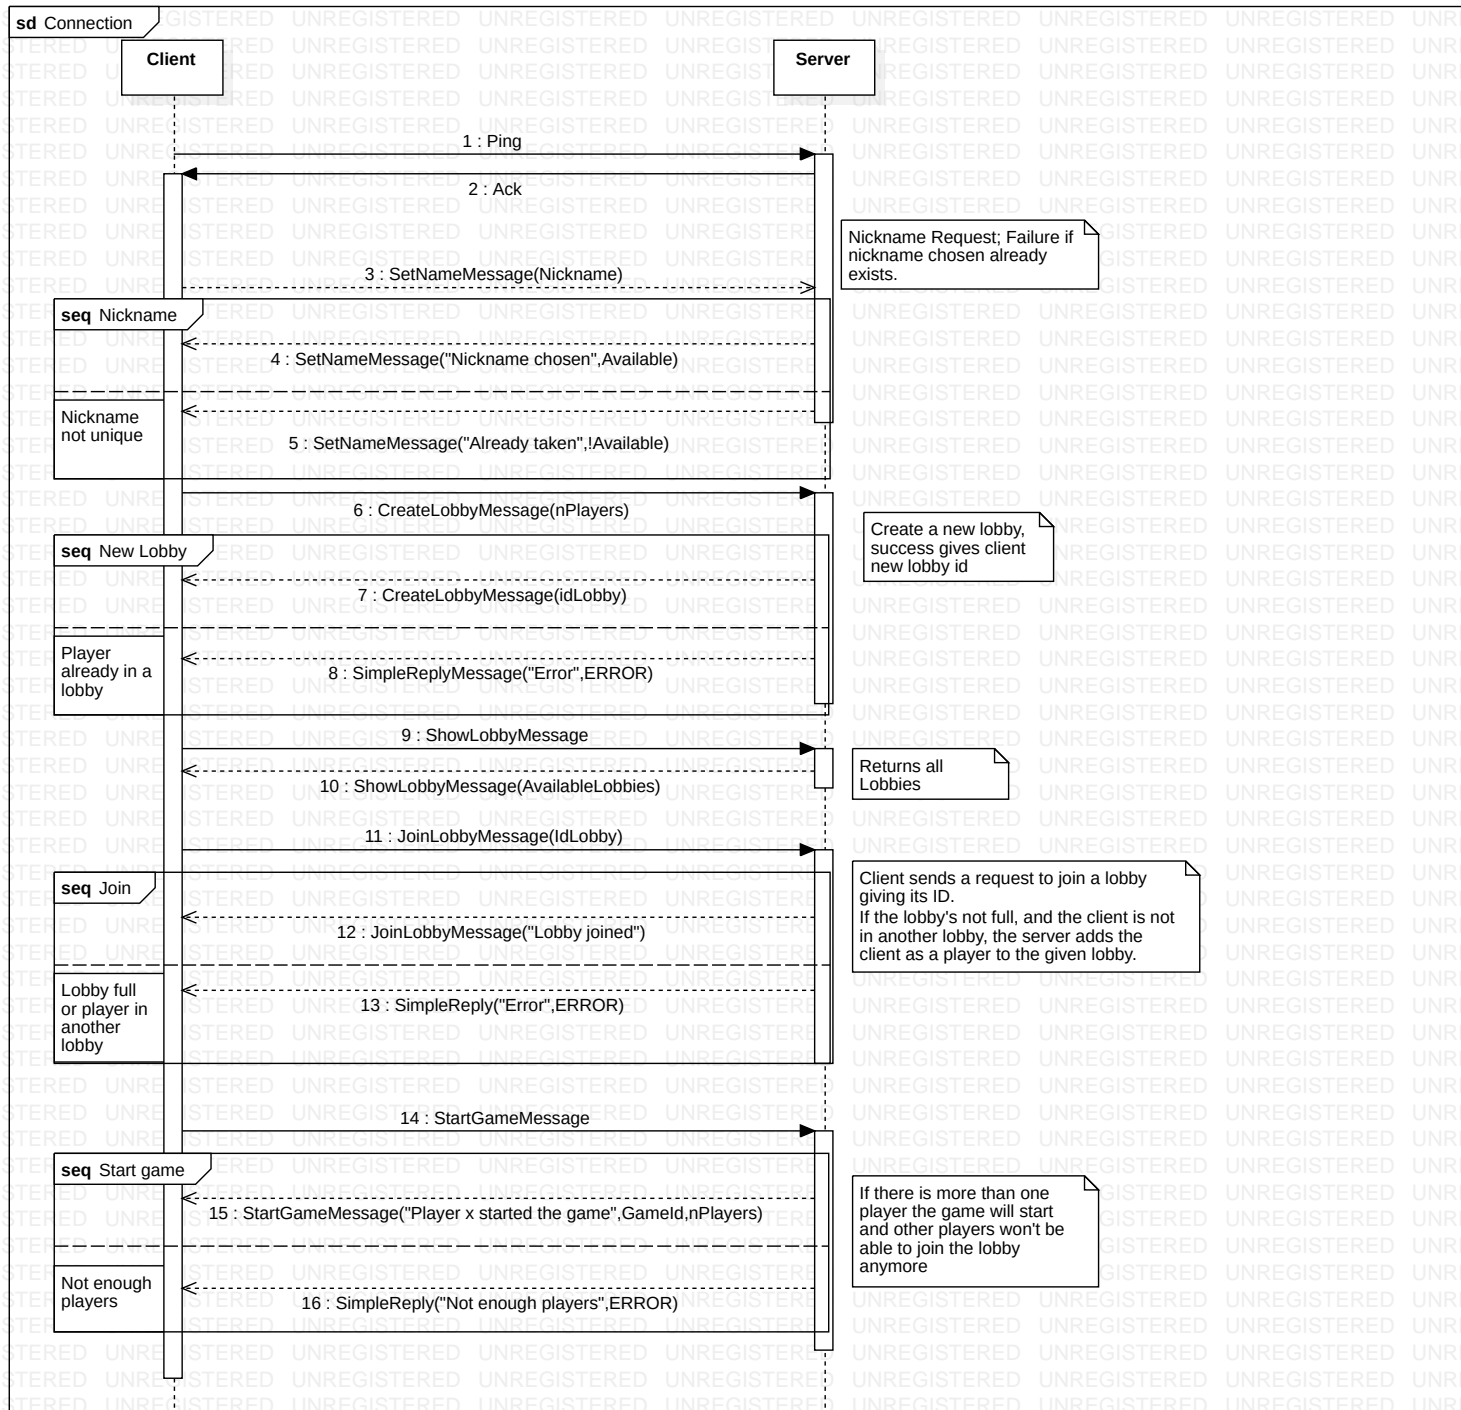 sd Connection
Client
Server
1 : Ping
2 : Ack
Nickname Request; Failure if
nickname chosen already
exists.
3 : SetNameMessage(Nickname)
seq Nickname
4 : SetNameMessage("Nickname chosen",Available)
Nickname
not unique
5 : SetNameMessage("Already taken",!Available)
6 : CreateLobbyMessage(nPlayers)
Create a new lobby,
success gives client
new lobby id
seq New Lobby
7 : CreateLobbyMessage(idLobby)
Player
already in a
lobby
8 : SimpleReplyMessage("Error",ERROR)
9 : ShowLobbyMessage
Returns all
Lobbies
10 : ShowLobbyMessage(AvailableLobbies)
11 : JoinLobbyMessage(IdLobby)
Client sends a request to join a lobby
giving its ID.
If the lobby's not full, and the client is not
in another lobby, the server adds the
client as a player to the given lobby.
seq Join
12 : JoinLobbyMessage("Lobby joined")
Lobby full
or player in
another
lobby
13 : SimpleReply("Error",ERROR)
14 : StartGameMessage
seq Start game
If there is more than one
player the game will start
and other players won't be
able to join the lobby
anymore
15 : StartGameMessage("Player x started the game",GameId,nPlayers)
Not enough
players
16 : SimpleReply("Not enough players",ERROR)
UNREGISTERED